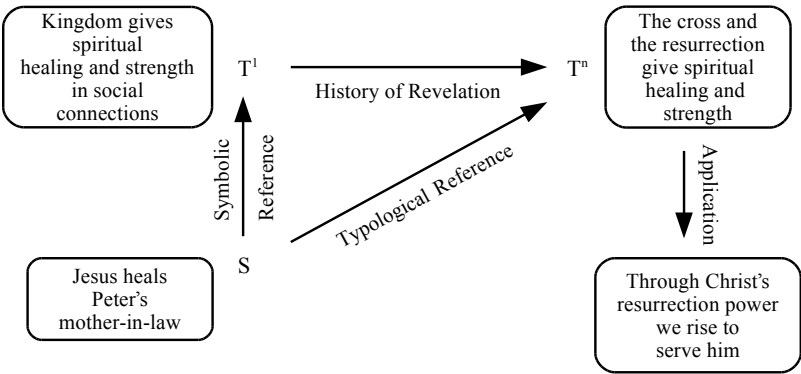 Kingdom gives
spiritual
healing and strength
in social
connections
T¹
History of Revelation
Tⁿ
The cross and
the resurrection
give spiritual
healing and
strength
Symbolic
Reference
Typological Reference
Application
S
Jesus heals
Peter’s
mother-in-law
Through Christ’s
resurrection power
we rise to
serve him